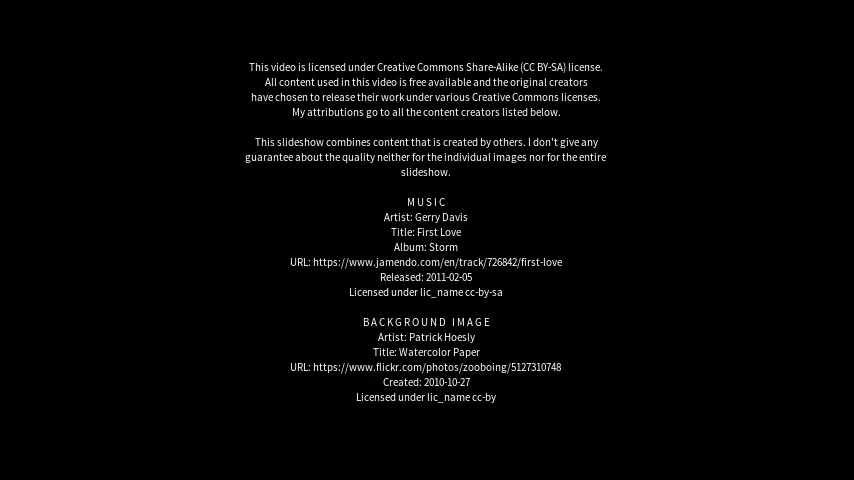 This video is licensed under Creative Commons Share-Alike (CC BY-SA) license.
All content used in this video is free available and the original creators
have chosen to release their work under various Creative Commons licenses.
My attributions go to all the content creators listed below.
This slideshow combines content that is created by others. I don't give any
guarantee about the quality neither for the individual images nor for the entire
slideshow.
M U S I C
Artist: Gerry Davis
Title: First Love
Album: Storm
URL: https://www.jamendo.com/en/track/726842/first-love
Released: 2011-02-05
Licensed under lic_name cc-by-sa
B A C K G R O U N D   I M A G E
Artist: Patrick Hoesly
Title: Watercolor Paper
URL: https://www.flickr.com/photos/zooboing/5127310748
Created: 2010-10-27
Licensed under lic_name cc-by